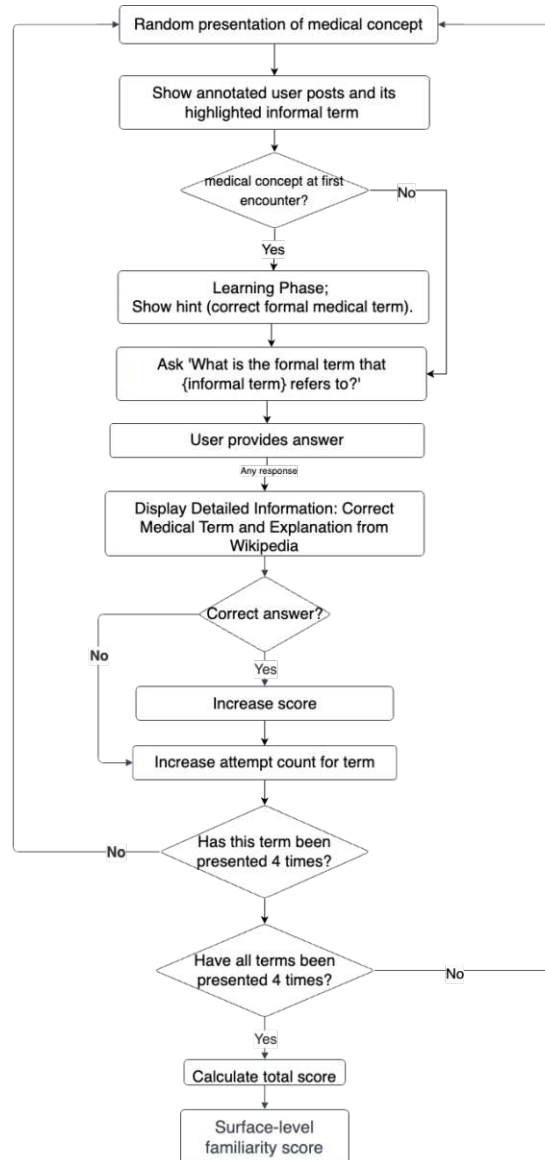 Random presentation of medical concept
Show annotated user posts and its
highlighted informal term
medical concept at first
encounter?
No
Yes
Learning Phase;
Show hint (correct formal medical term).
Ask 'What is the formal term that
{informal term} refers to?'
User provides answer
Any response
Display Detailed Information: Correct
Medical Term and Explanation from
Wikipedia
Correct answer?
No
Yes
Increase score
Increase attempt count for term
Has this term been
presented 4 times?
No
Have all terms been
presented 4 times?
No
Yes
Calculate total score
Surface-level
familiarity score